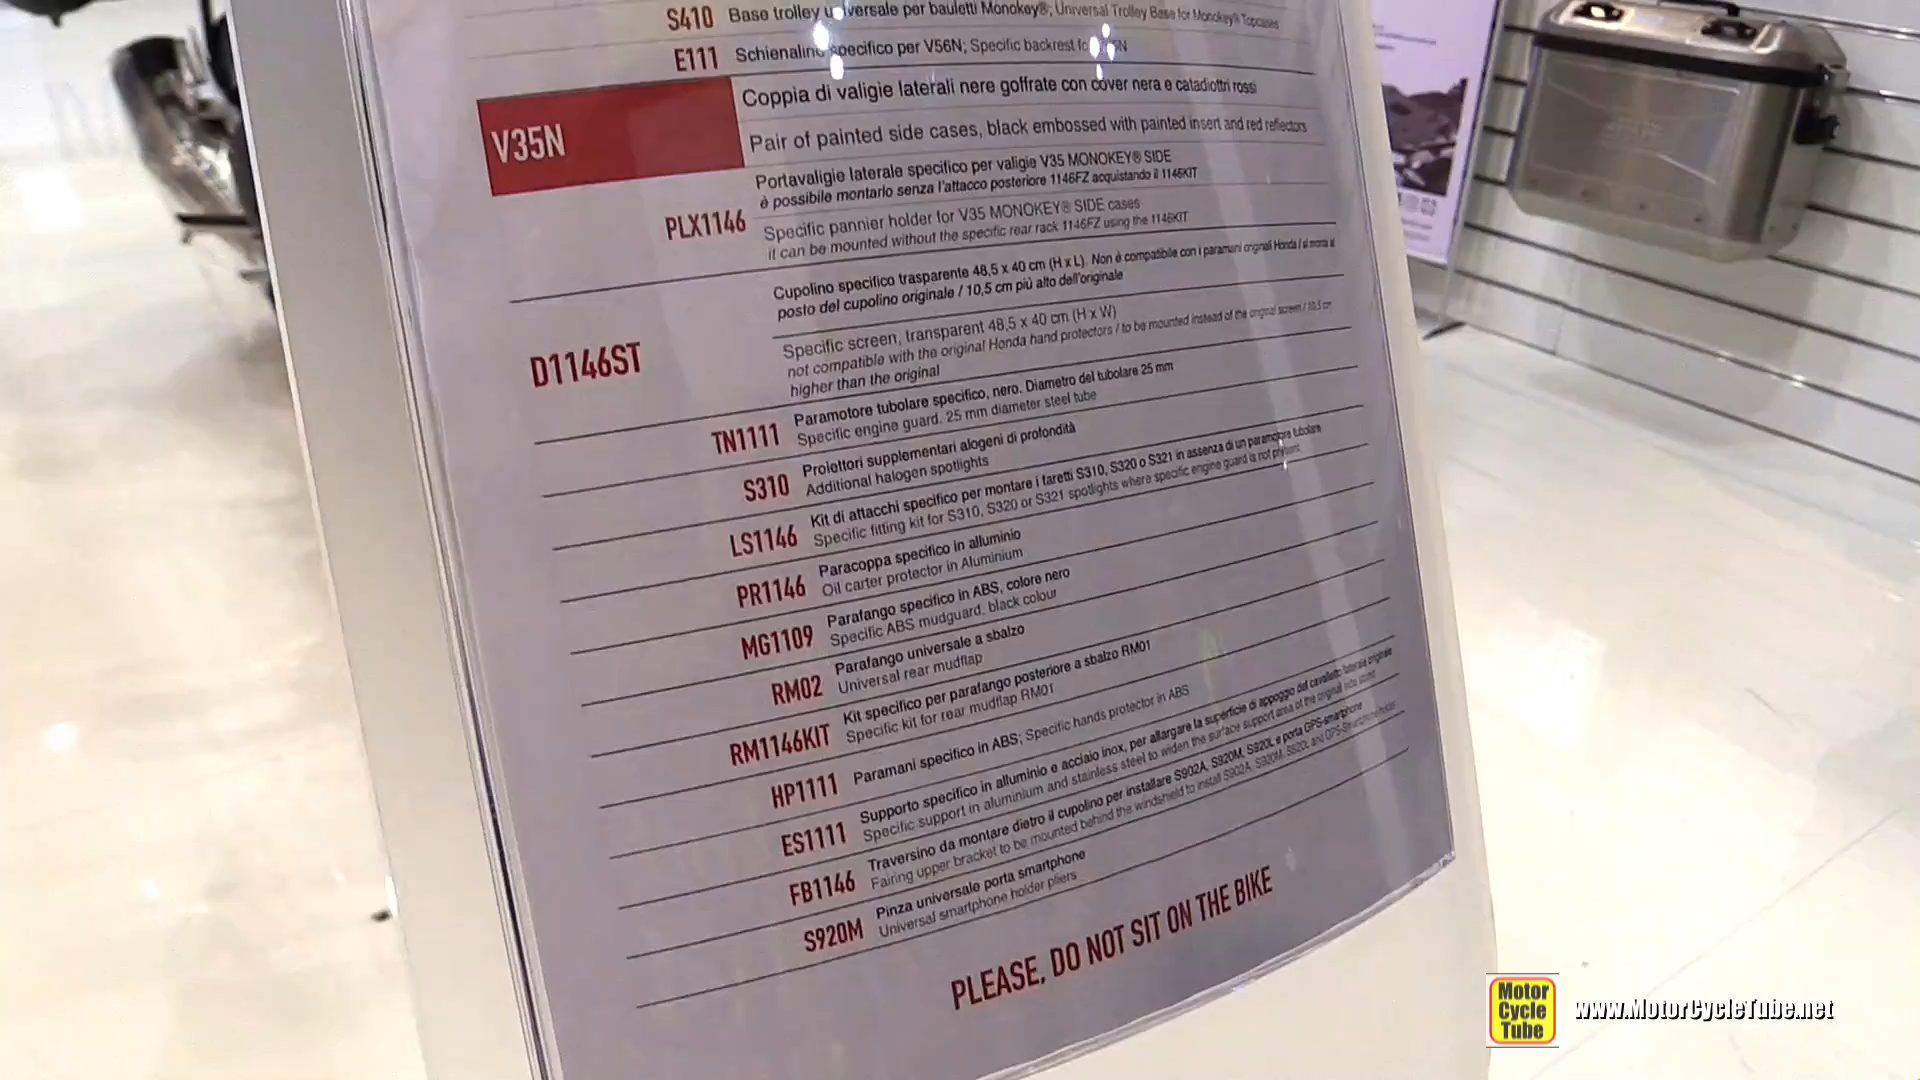 S410 Base trolley universale per bauletti Monokey®; Universal Trolley Base for Monokey® Topcases
E111 Schienalino specifico per V56N; Specific backrest
V35N
Coppia di valigie laterali nere goffrate con cover nera e catadiottri rossi
Pair of painted side cases, black embossed with painted insert and red reflectors
PLX1146
Portavaligie laterale specifico per valigie V35 MONOKEY® SIDE
è possibile montarlo senza l'attacco posteriore 1146FZ acquistando il 1146KIT
Specific pannier holder for V35 MONOKEY® SIDE cases
it can be mounted without the specific rear rack 1146FZ using the 1146KIT
D1146ST
Cupolino specifico trasparente 48,5 x 40 cm (H x L). Non è compatibile con i paramani originali Honda / si monta al
posto del cupolino originale / 10,5 cm più alto dell'originale
Specific screen, transparent 48,5 x 40 cm (H x W)
not compatible with the original Honda hand protectors / to be mounted instead of the original screen / 10,5 cm
higher than the original
TN1111
Paramotore tubolare specifico, nero. Diametro del tubolare 25 mm
Specific engine guard. 25 mm diameter steel tube
S310
Proiettori supplementari alogeni di profondità
Additional halogen spotlights
LS1146
Kit di attacchi specifico per montare i faretti S310, S320 o S321 in assenza di un paramotore tubolare
Specific fitting kit for S310, S320 or S321 spotlights where specific engine guard is not present
PR1146
Paracoppa specifico in alluminio
Oil carter protector in Aluminium
MG1109
Parafango specifico in ABS, colore nero
Specific ABS mudguard, black colour
RM02
Parafango universale a sbalzo
Universal rear mudflap
RM1146KIT
Kit specifico per parafango posteriore a sbalzo RM01
Specific kit for rear mudflap RM01
HP1111 Paramani specifico in ABS; Specific hands protector in ABS
ES1111
Supporto specifico in alluminio e acciaio inox, per allargare la superficie di appoggio del cavalletto laterale originale
Specific support in aluminium and stainless steel to widen the surface support area of the original side stand
FB1146
Traversino da montare dietro il cupolino per installare S902A, S920M, S920L e porta GPS-smartphone
Fairing upper bracket to be mounted behind the windshield to install S902A, S920M, S920L and GPS-Smartphone holder
S920M
Pinza universale porta smartphone
Universal smartphone holder pliers
PLEASE, DO NOT SIT ON THE BIKE
Motor
Cycle
Tube
www.MotorCycleTube.net